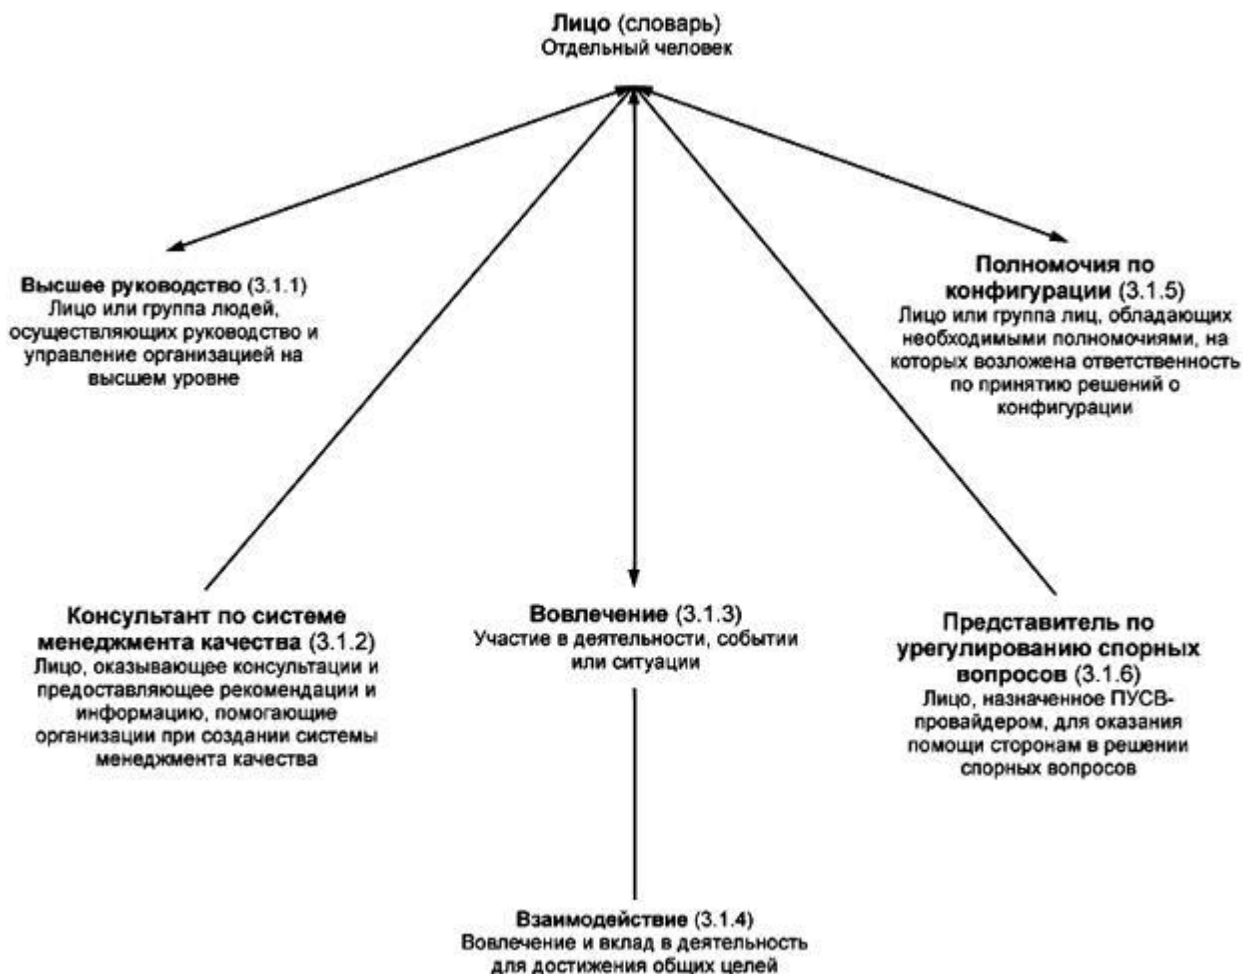 Лицо (словарь)
Отдельный человек
Высшее руководство (3.1.1)
Лицо или группа людей,
осуществляющих руководство и
управление организацией на
высшем уровне
Полномочия по
конфигурации (3.1.5)
Лицо или группа лиц, обладающих
необходимыми полномочиями, на
которых возложена ответственность
по принятию решений о
конфигурации
Консультант по системе
менеджмента качества (3.1.2)
Лицо, оказывающее консультации и
предоставляющее рекомендации и
информацию, помогающие
организации при создании системы
менеджмента качества
Вовлечение (3.1.3)
Участие в деятельности, событии
или ситуации
Представитель по
урегулированию спорных
вопросов (3.1.6)
Лицо, назначенное ПУСВ-
провайдером, для оказания
помощи сторонам в решении
спорных вопросов
Взаимодействие (3.1.4)
Вовлечение и вклад в деятельность
для достижения общих целей